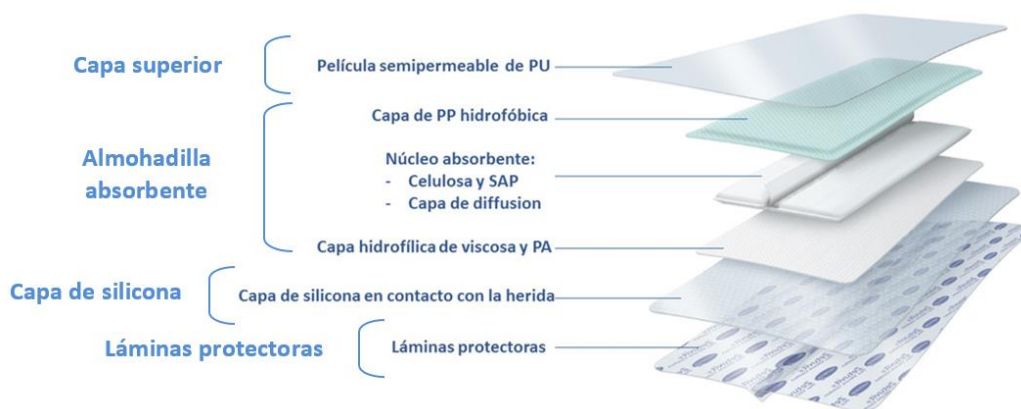 Capa superior
Película semipermeable de PU
Capa de PP hidrofóbica
Almohadilla
absorbente
Núcleo absorbente:
- Celulosa y SAP
- Capa de diffusion
Capa hidrofílica de viscosa y PA
Capa de silicona
Capa de silicona en contacto con la herida
Láminas protectoras
Láminas protectoras